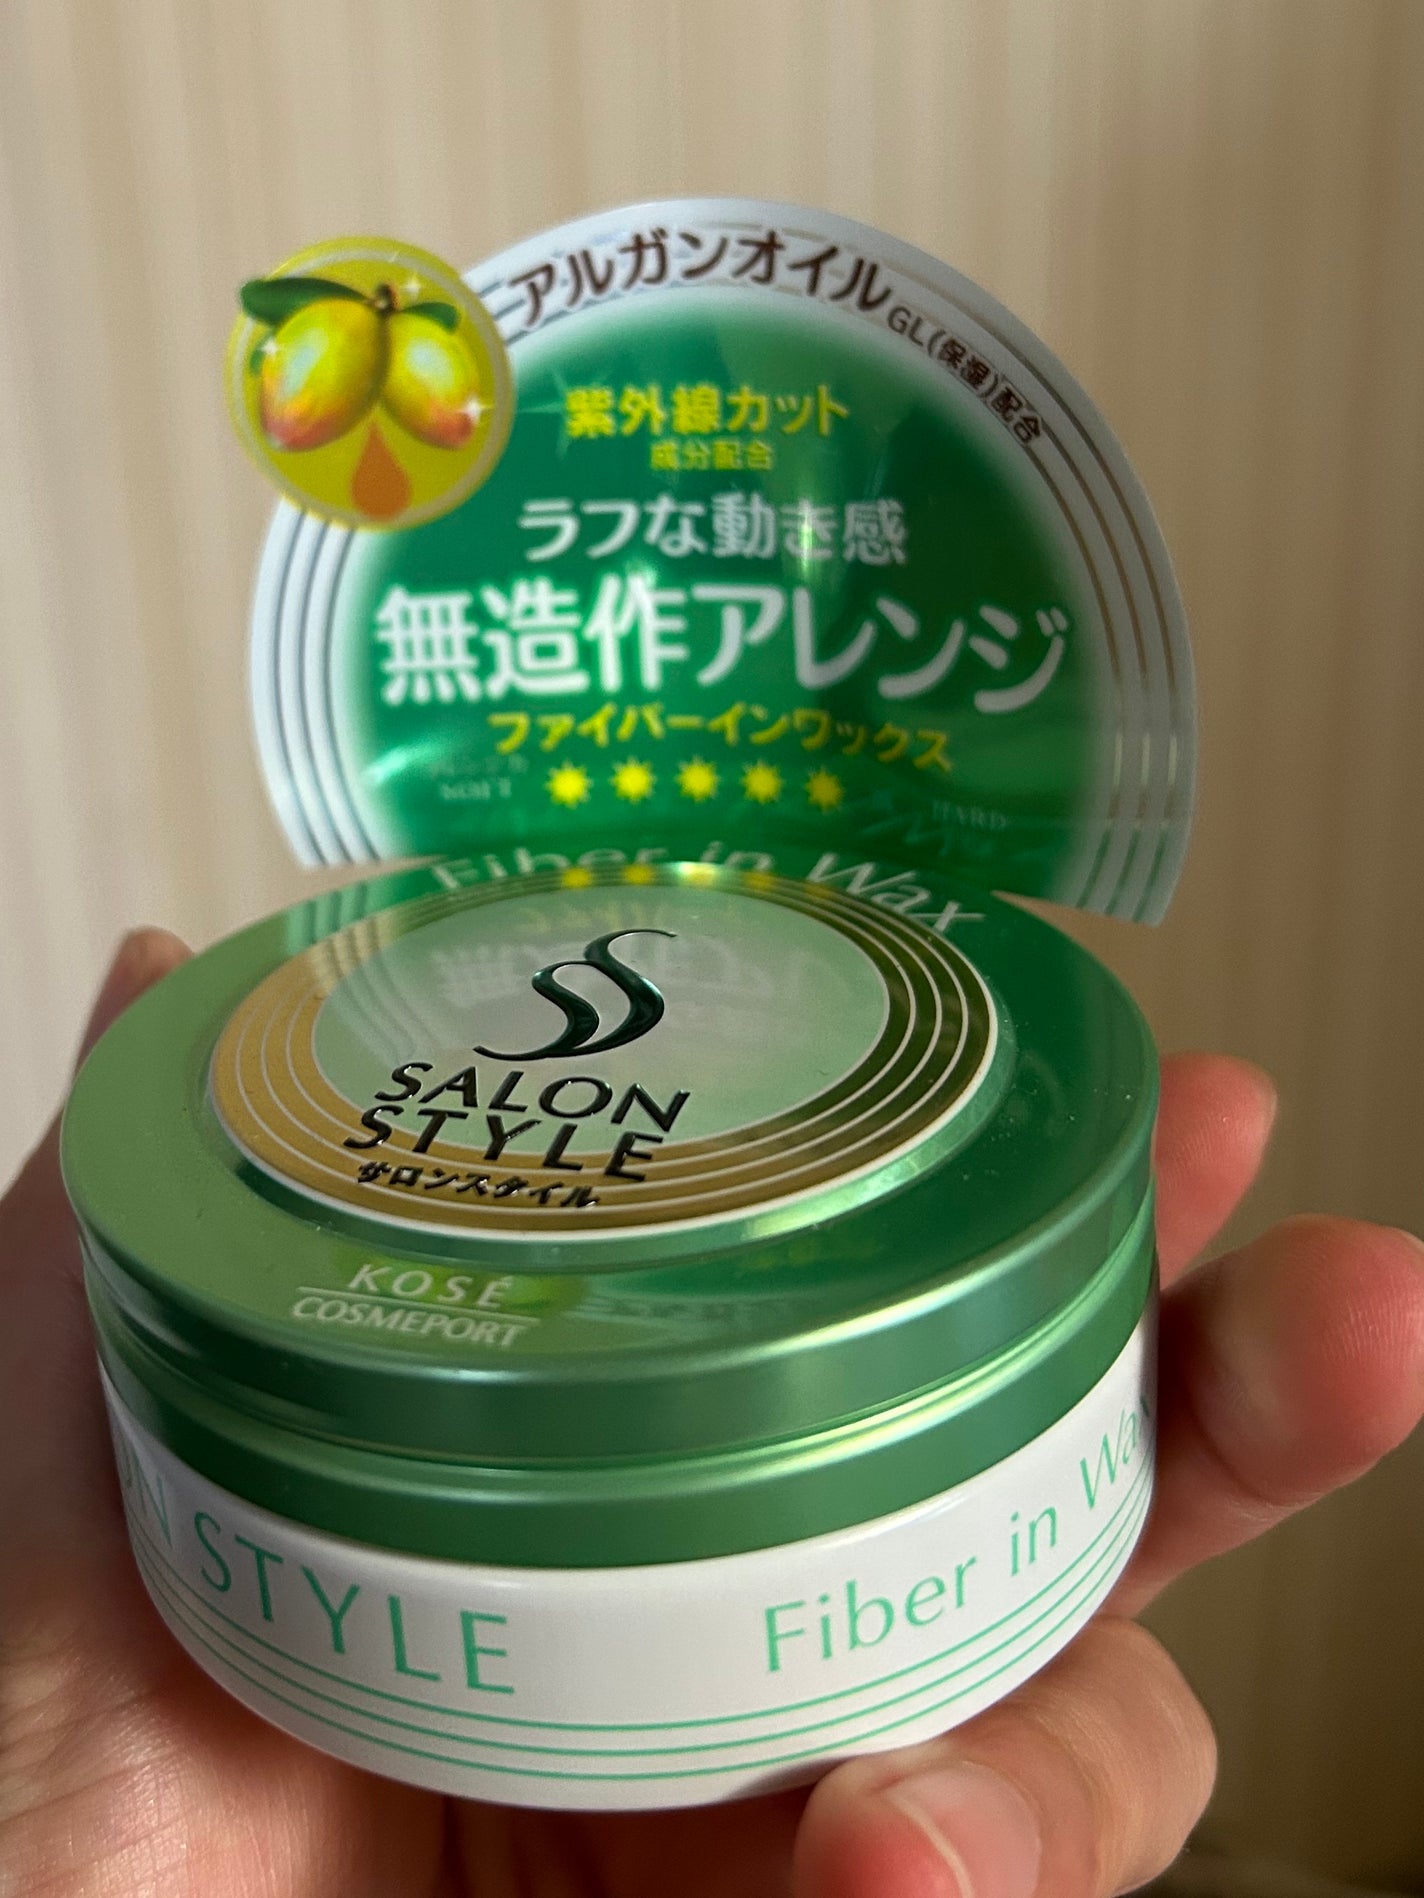 アルガンオイルGL(保湿)配合
紫外線カット
成分配合
ラフな動き感
無造作アレンジ
ファイバーインワックス
SOFT
HARD
Fiber in Wax
SALON
STYLE
サロンスタイル
KOSÉ
COSMEPORT
STYLE
Fiber in Wax